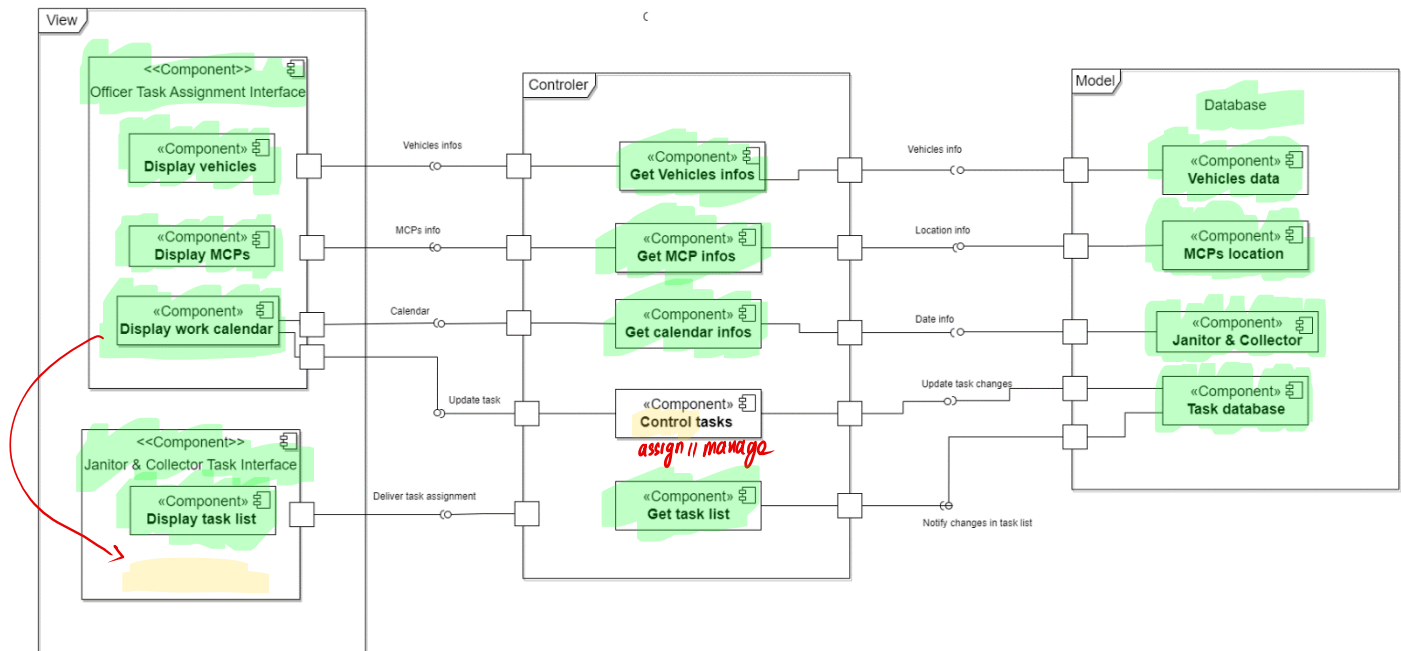 C
View
<<Component>>
Officer Task Assignment Interface
«Component»
Display vehicles
«Component»
Display MCPs
«Component»
Display work calendar
<<Component>>
Janitor & Collector Task Interface
«Component»
Display task list
Vehicles infos
MCPs info
Calendar
Update task
Deliver task assignment
Controler
«Component»
Get Vehicles infos
«Component»
Get MCP infos
«Component»
Get calendar infos
«Component»
Control tasks
assign || manage
«Component»
Get task list
Vehicles info
Location info
Date info
Update task changes
Notify changes in task list
Model
Database
«Component»
Vehicles data
«Component»
MCPs location
«Component»
Janitor & Collector
«Component»
Task database